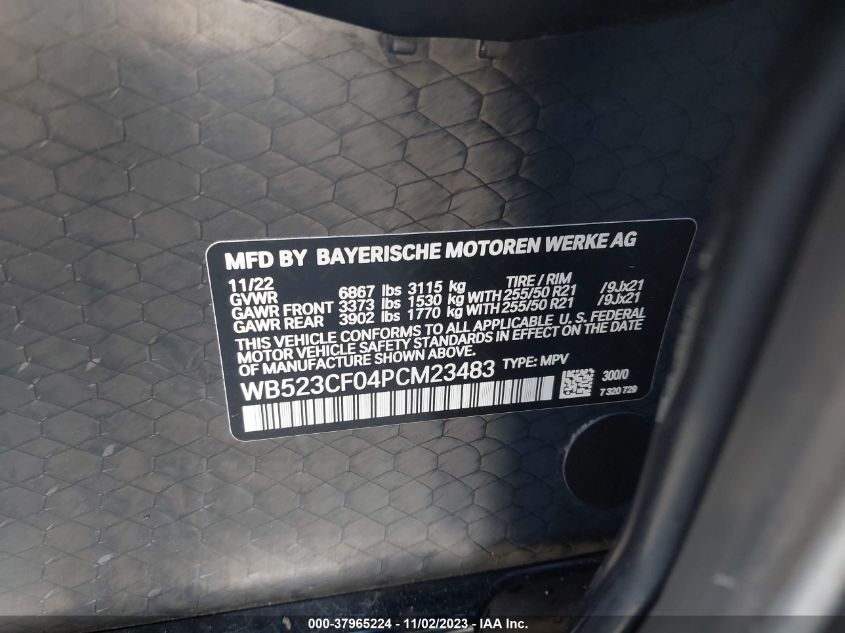 MFD BY BAYERISCHE MOTOREN WERKE AG
11/22 TIRE / RIM
GVWR 6867 lbs 3115 kg
GAWR FRONT 3373 lbs 1530 kg WITH 255/50 R21 /9Jx21
GAWR REAR 3902 lbs 1770 kg WITH 255/50 R21 /9Jx21
THIS VEHICLE CONFORMS TO ALL APPLICABLE U. S. FEDERAL
MOTOR VEHICLE SAFETY STANDARDS IN EFFECT ON THE DATE
OF MANUFACTURE SHOWN ABOVE.
WB523CF04PCM23483 TYPE: MPV
300/0
7 320 729
000-37965224 - 11/02/2023 - IAA Inc.